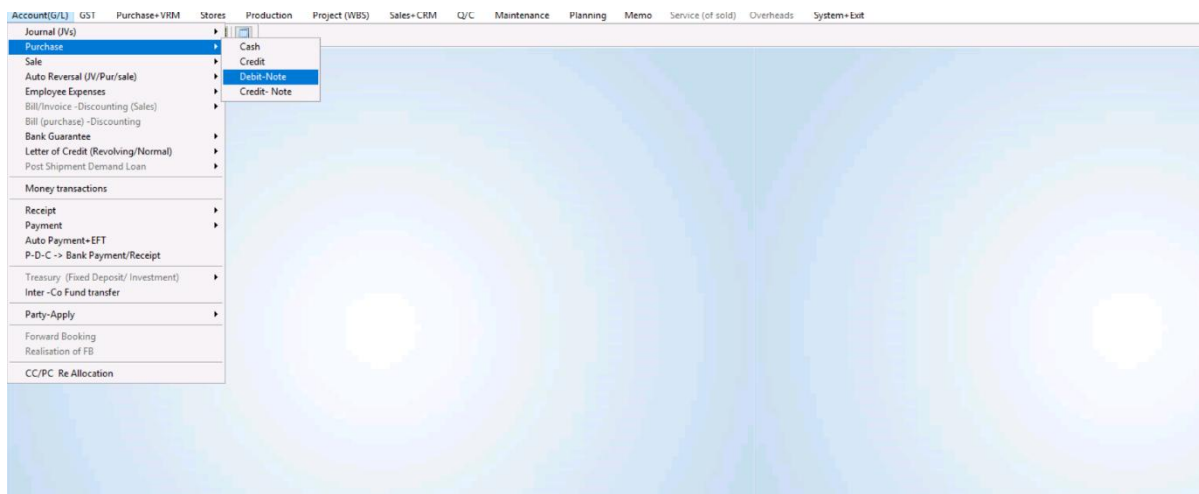 Account(G/L) GST Purchase+VRM Stores Production Project (WBS) Sales+CRM Q/C Maintenance Planning Memo Service (of sold) Overheads System+Exit
Journal (JVs)
Purchase
Sale
Auto Reversal (JV/Pur/sale)
Employee Expenses
Bill/Invoice -Discounting (Sales)
Bill (purchase) -Discounting
Bank Guarantee
Letter of Credit (Revolving/Normal)
Post Shipment Demand Loan
Money transactions
Receipt
Payment
Auto Payment+EFT
P-D-C -> Bank Payment/Receipt
Treasury (Fixed Deposit/ Investment)
Inter -Co Fund transfer
Party-Apply
Forward Booking
Realisation of FB
CC/PC Re Allocation
Cash
Credit
Debit-Note
Credit- Note